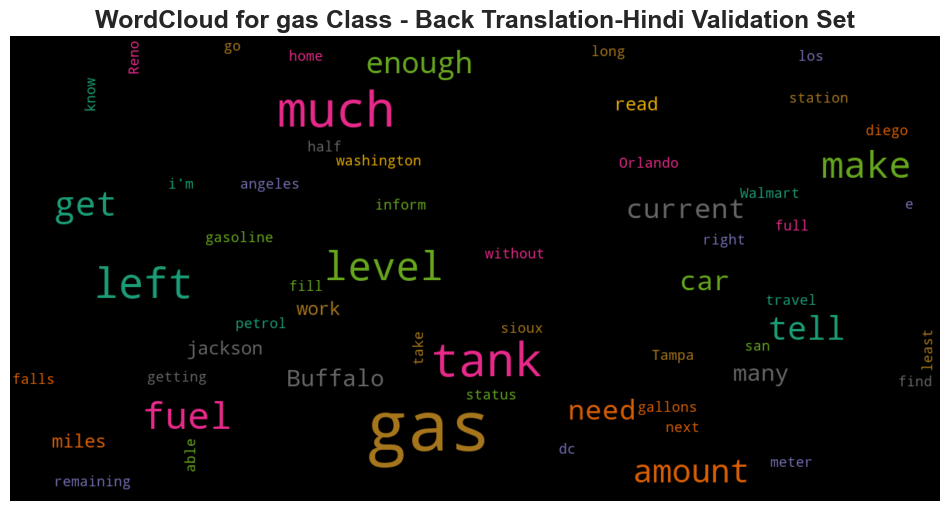 WordCloud for gas Class - Back Translation-Hindi Validation Set
Reno
go
home
enough
long
los
know
much
read
station
half
diego
washington
Orlando
make
i'm
angeles
get
inform
Walmart
current
e
full
gasoline
right
without
left
level
fill
car
work
travel
petrol
sioux
tell
jackson
take
tank
Tampa
san
least
falls
getting
Buffalo
many
find
status
fuel
gas
need
gallons
next
miles
able
dc
meter
remaining
amount